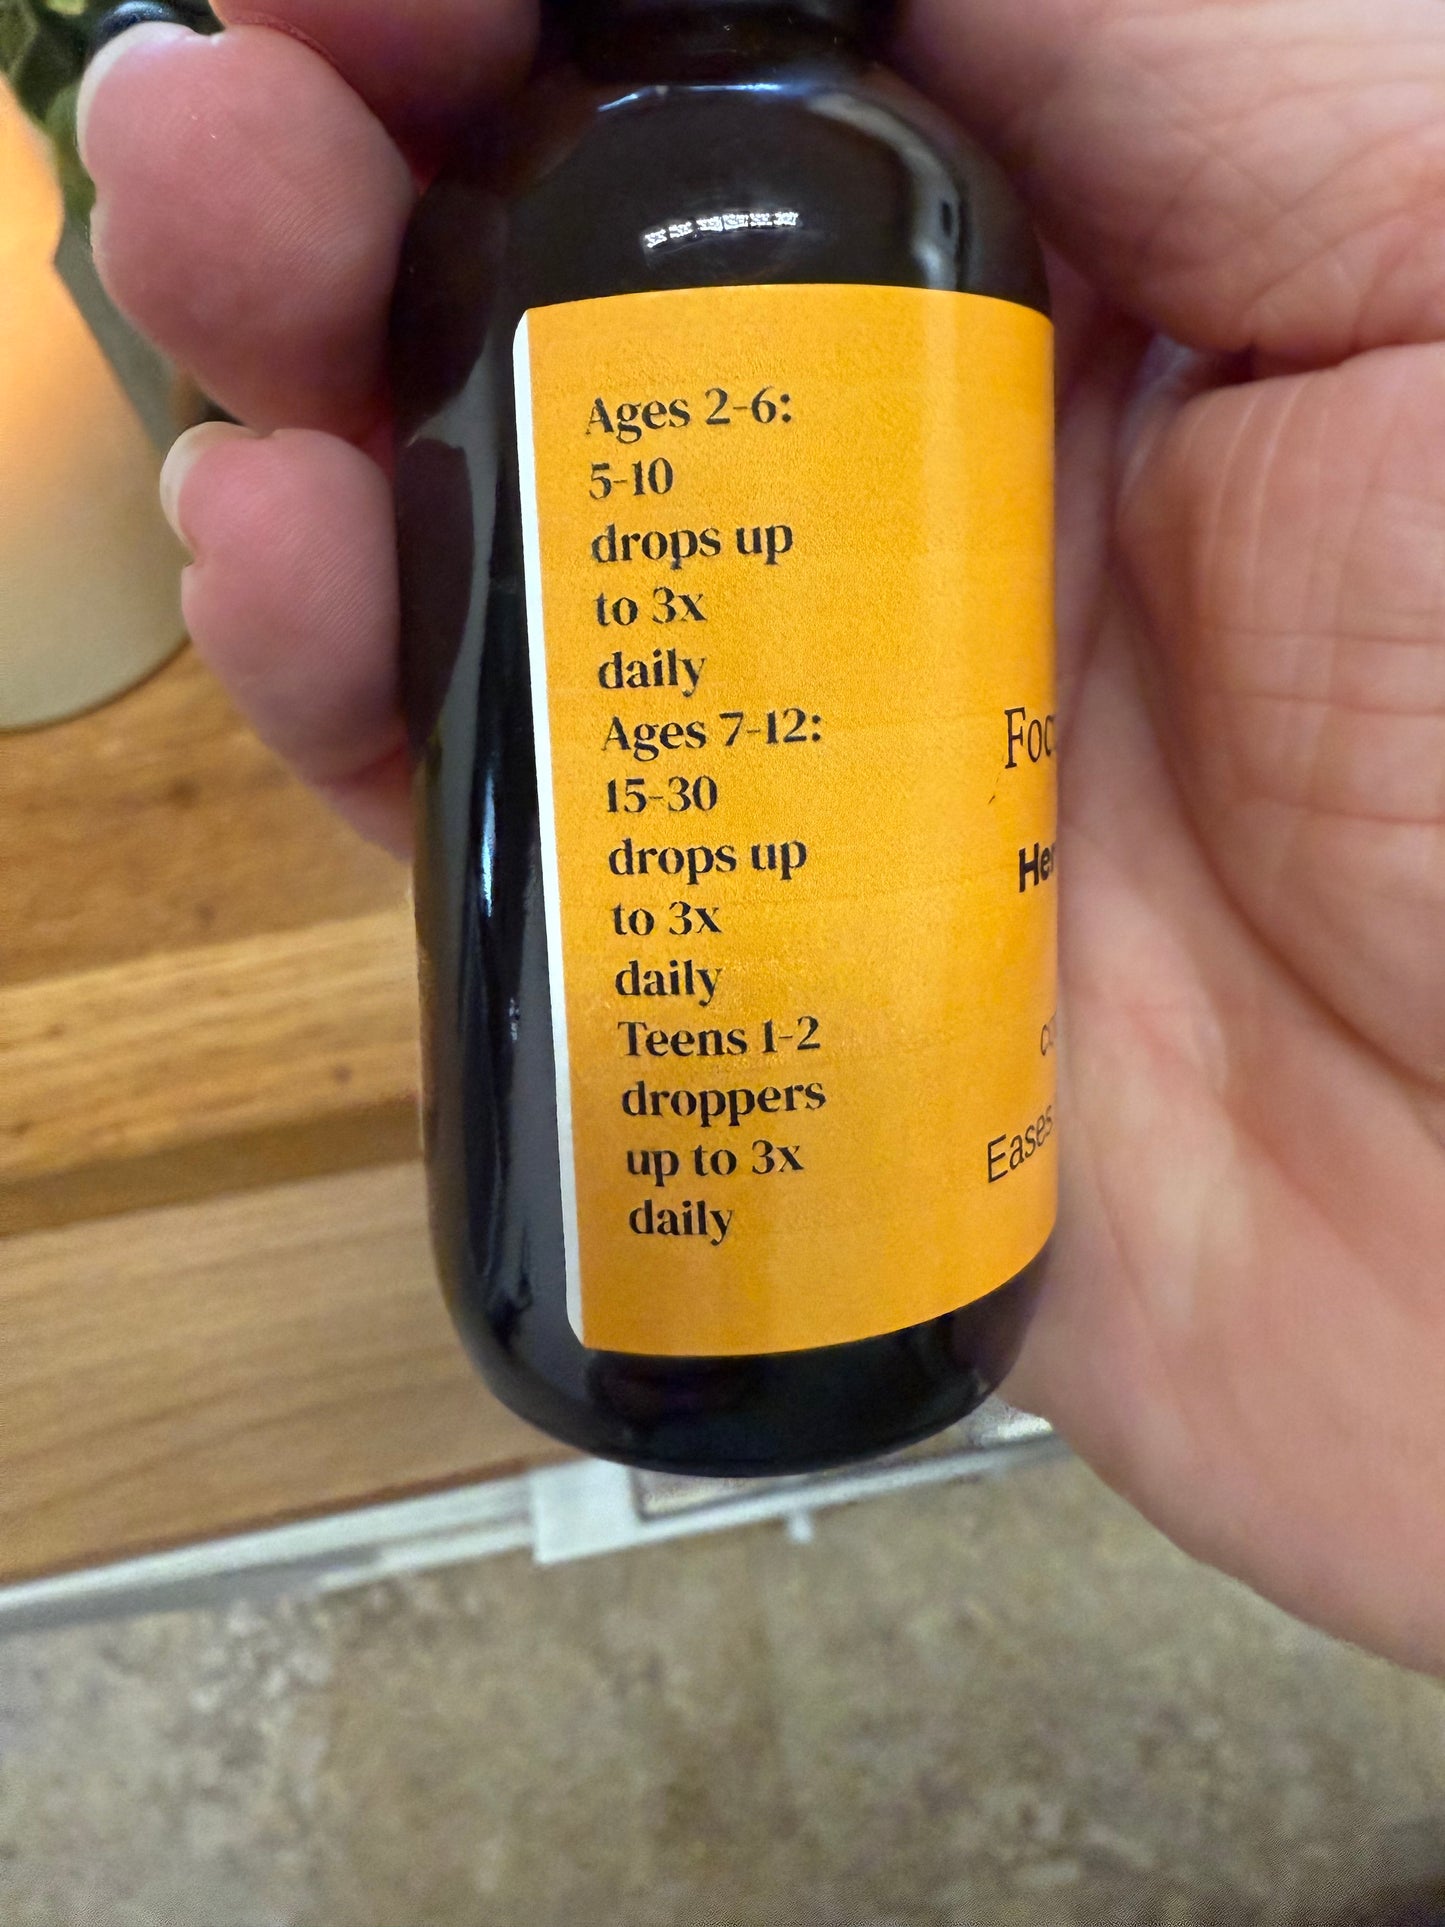 Ages 2-6:
5-10
drops up
to 3x
daily
Ages 7-12:
15-30
drops up
to 3x
daily
Teens 1-2
droppers
up to 3x
daily
Eases